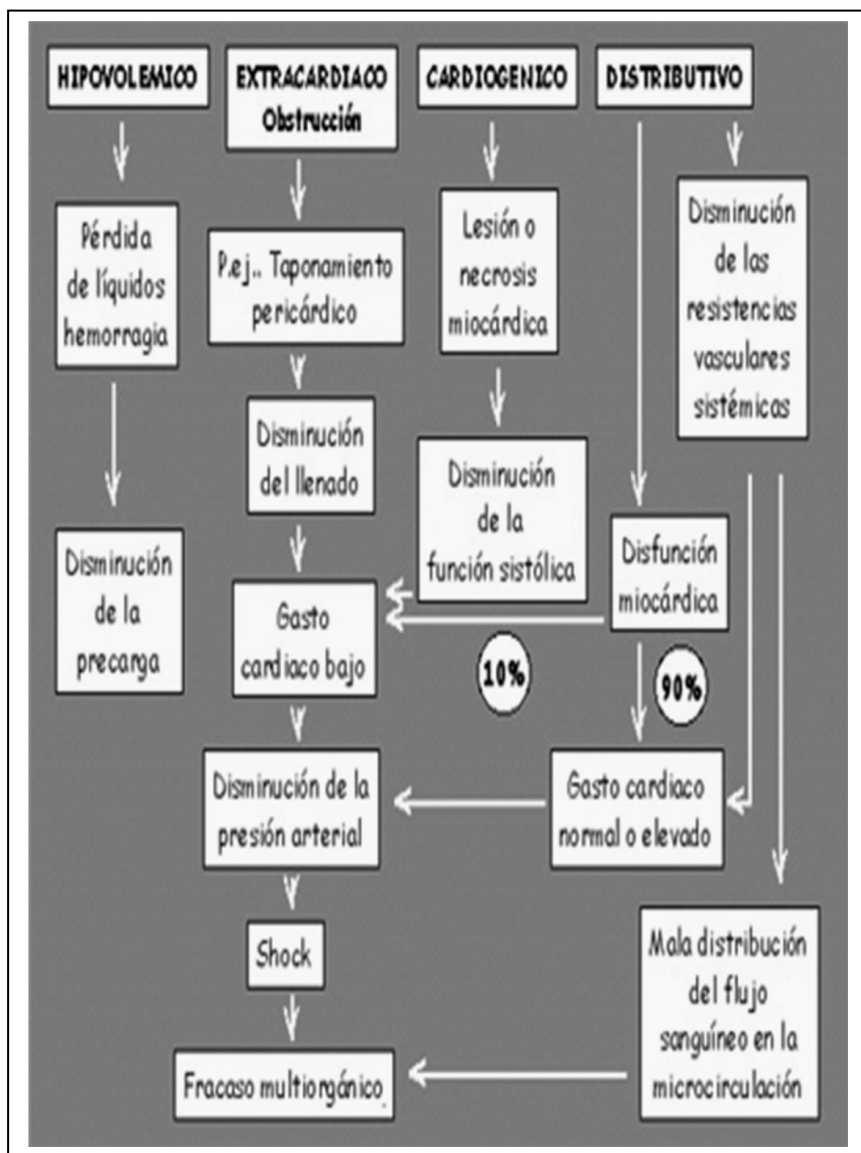 HIPOVOLEMICO
EXTRACARDIACO
Obstrucción
CARDIOGENICO
DISTRIBUTIVO
Pérdida
de líquidos
hemorragia
P.ej.. Taponamiento
pericárdico
Lesión o
necrosis
miocárdica
Disminución
de las
resistencias
vasculares
sistémicas
Disminución
del llenado
Disminución
de la
función sistólica
Disminución
de la
precarga
Disfunción
miocárdica
Gasto
cardiaco bajo
10%
90%
Disminución de la
presión arterial
Gasto cardiaco
normal o elevado
Shock
Mala distribución
del flujo
sanguíneo en la
microcirculación
Fracaso multiorgánico.